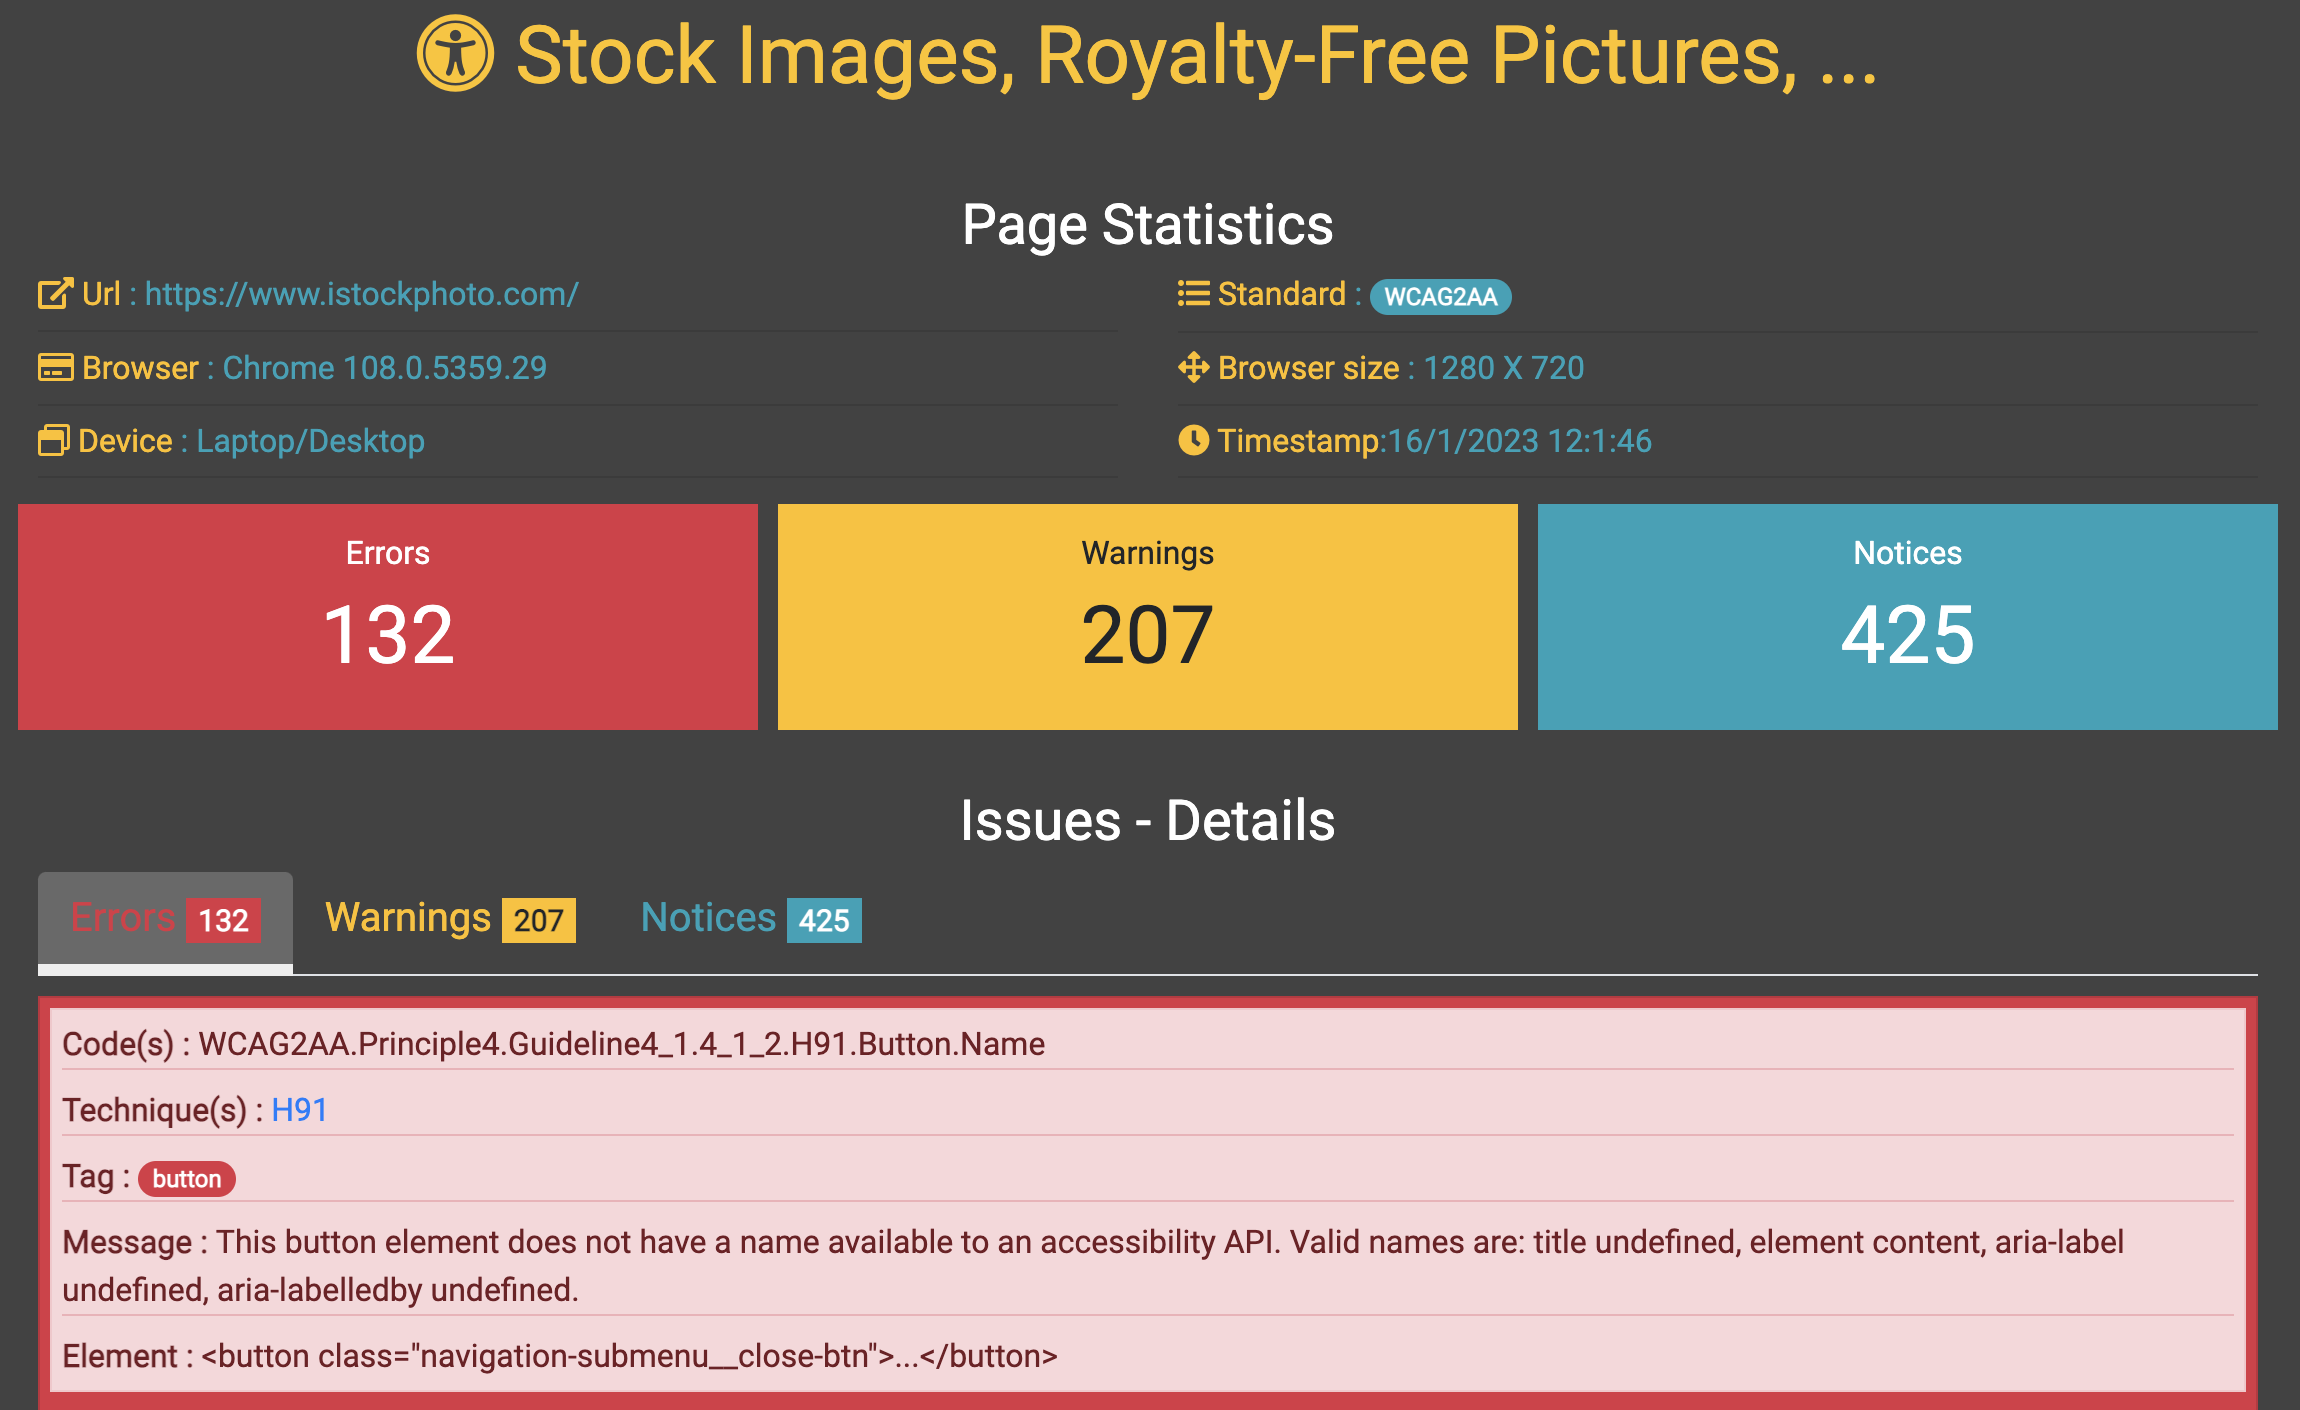 Stock Images, Royalty-Free Pictures, ...
Page Statistics
Url : https://www.istockphoto.com/
Standard : WCAG2AA
Browser : Chrome 108.0.5359.29
Browser size : 1280 X 720
Device : Laptop/Desktop
Timestamp:16/1/2023 12:1:46
Errors
132
Warnings
207
Notices
425
Issues - Details
Errors 132 Warnings 207 Notices 425
Code(s) : WCAG2AA.Principle4.Guideline4_1.4_1_2.H91.Button.Name
Technique(s) : H91
Tag : button
Message : This button element does not have a name available to an accessibility API. Valid names are: title undefined, element content, aria-label
undefined, aria-labelledby undefined.
Element : <button class="navigation-submenu__close-btn">...</button>